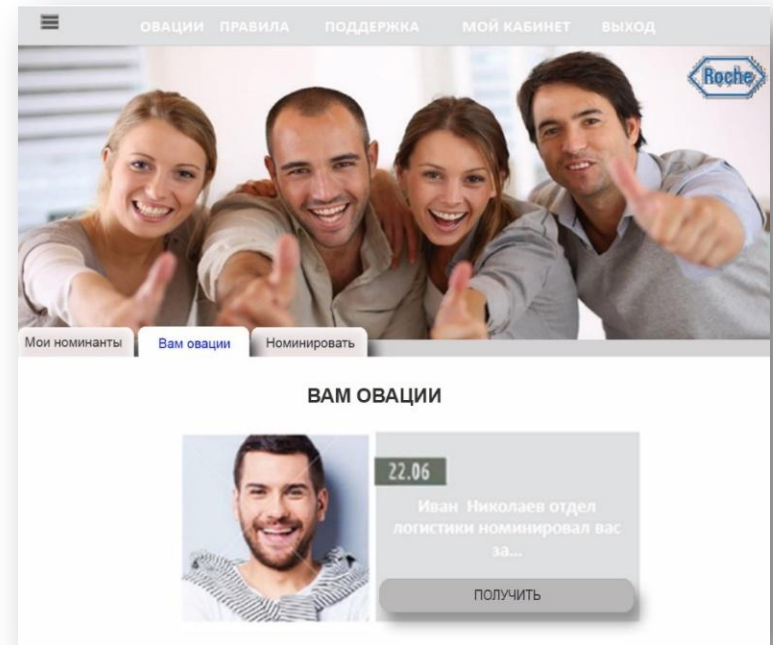 ОВАЦИИ ПРАВИЛА ПОДДЕРЖКА МОЙ КАБИНЕТ ВЫХОД
Roche
Мои номинанты Вам овации Номинировать
ВАМ ОВАЦИИ
22.06
Иван Николаев отдел
логистики номинировал вас
за...
ПОЛУЧИТЬ